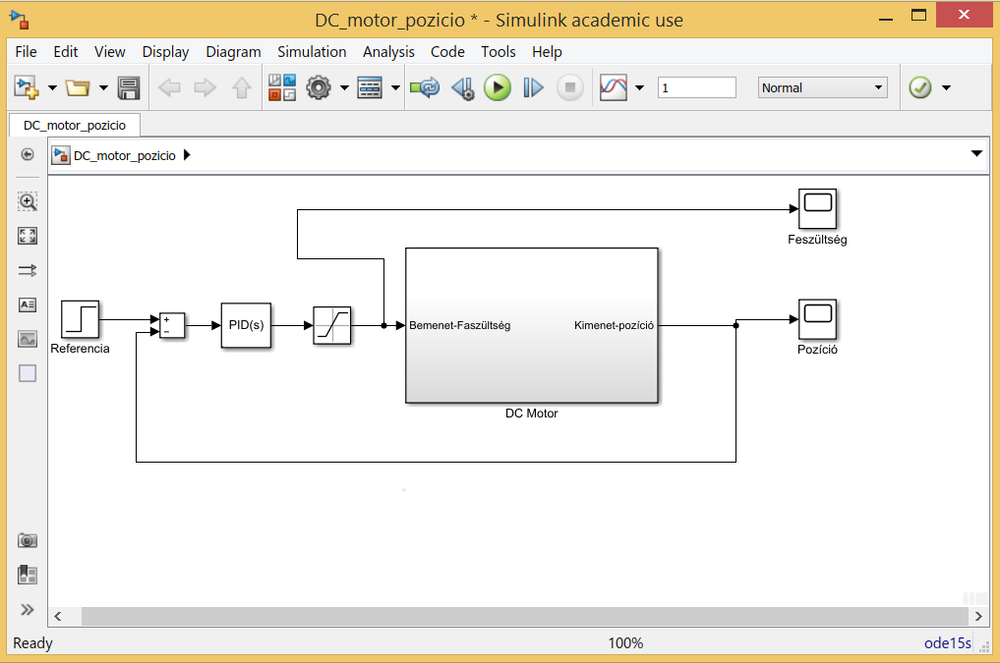 DC_motor_pozicio * - Simulink academic use
File Edit View Display Diagram Simulation Analysis Code Tools Help
1 Normal
DC_motor_pozicio
DC_motor_pozicio
Feszültség
Referencia
+
−
PID(s)
Bemenet-Faszültség
Kimenet-pozíció
Pozíció
DC Motor
Ready 100% ode15s